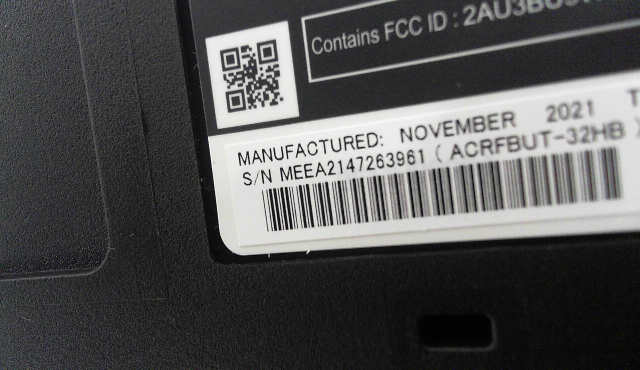 Contains FCC ID : 2AU3B
MANUFACTURED: NOVEMBER 2021
S/N MEEA2147263961 ( ACRFBUT-32HB )